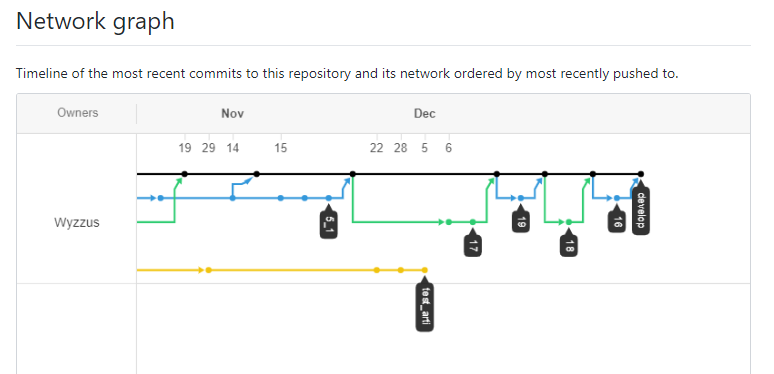 Network graph
Timeline of the most recent commits to this repository and its network ordered by most recently pushed to.
Owners Nov Dec
19 29 14 15 22 28 5 6
Wyzzus
develop
5_1
19
16
17
18
test_arti